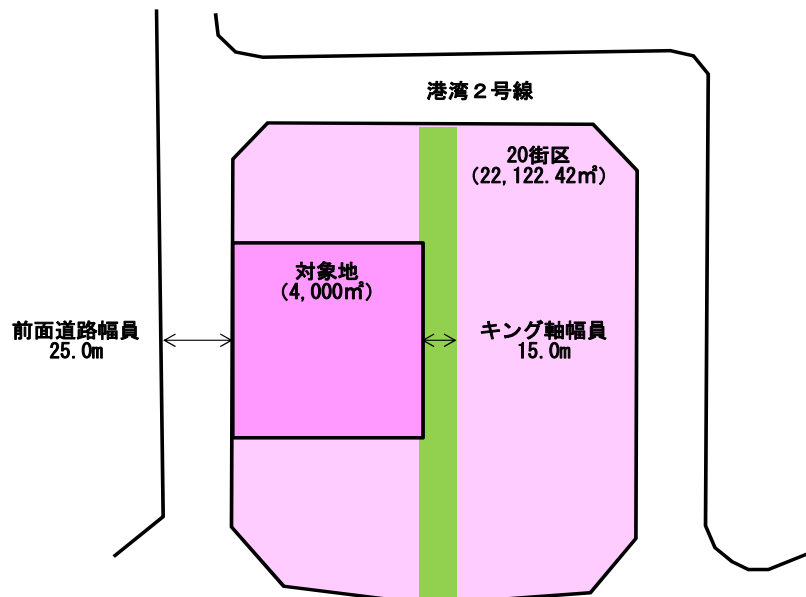 港湾２号線
20街区
（22,122.42㎡）
対象地
（4,000㎡）
前面道路幅員
25.0m
キング軸幅員
15.0m